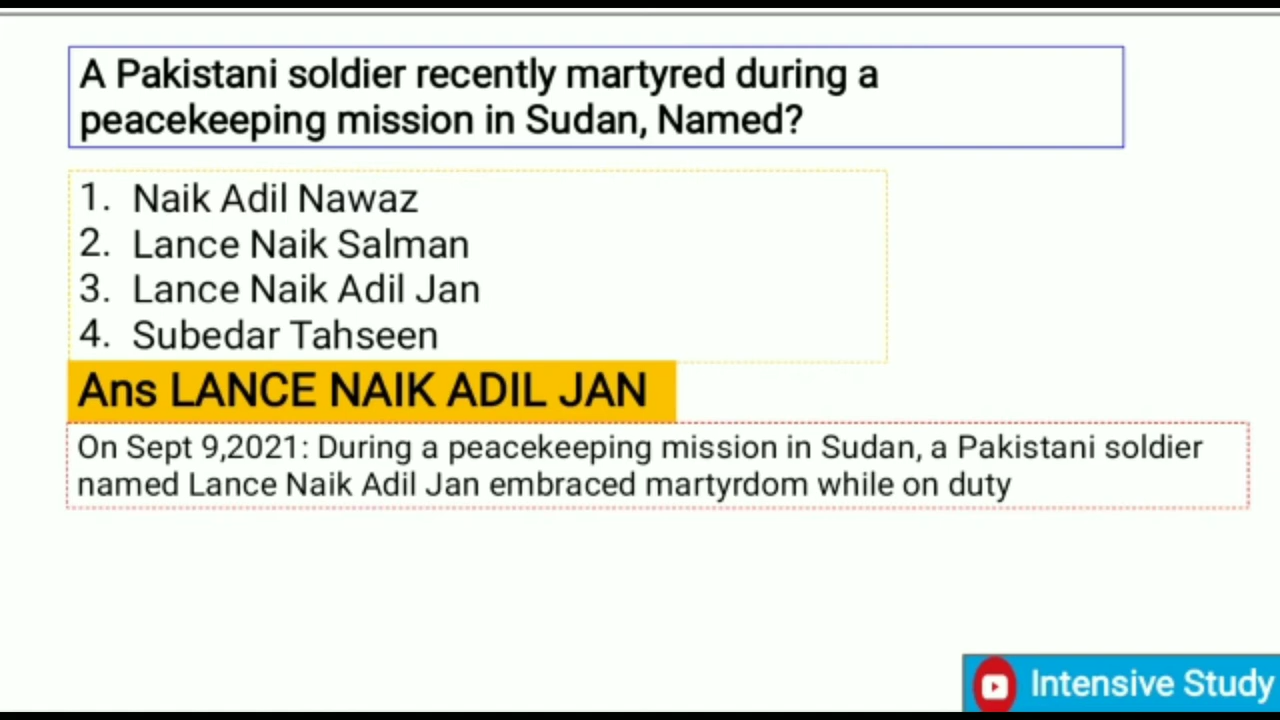 A Pakistani soldier recently martyred during a
peacekeeping mission in Sudan, Named?
1. Naik Adil Nawaz
2. Lance Naik Salman
3. Lance Naik Adil Jan
4. Subedar Tahseen
Ans LANCE NAIK ADIL JAN
On Sept 9,2021: During a peacekeeping mission in Sudan, a Pakistani soldier
named Lance Naik Adil Jan embraced martyrdom while on duty
Intensive Study